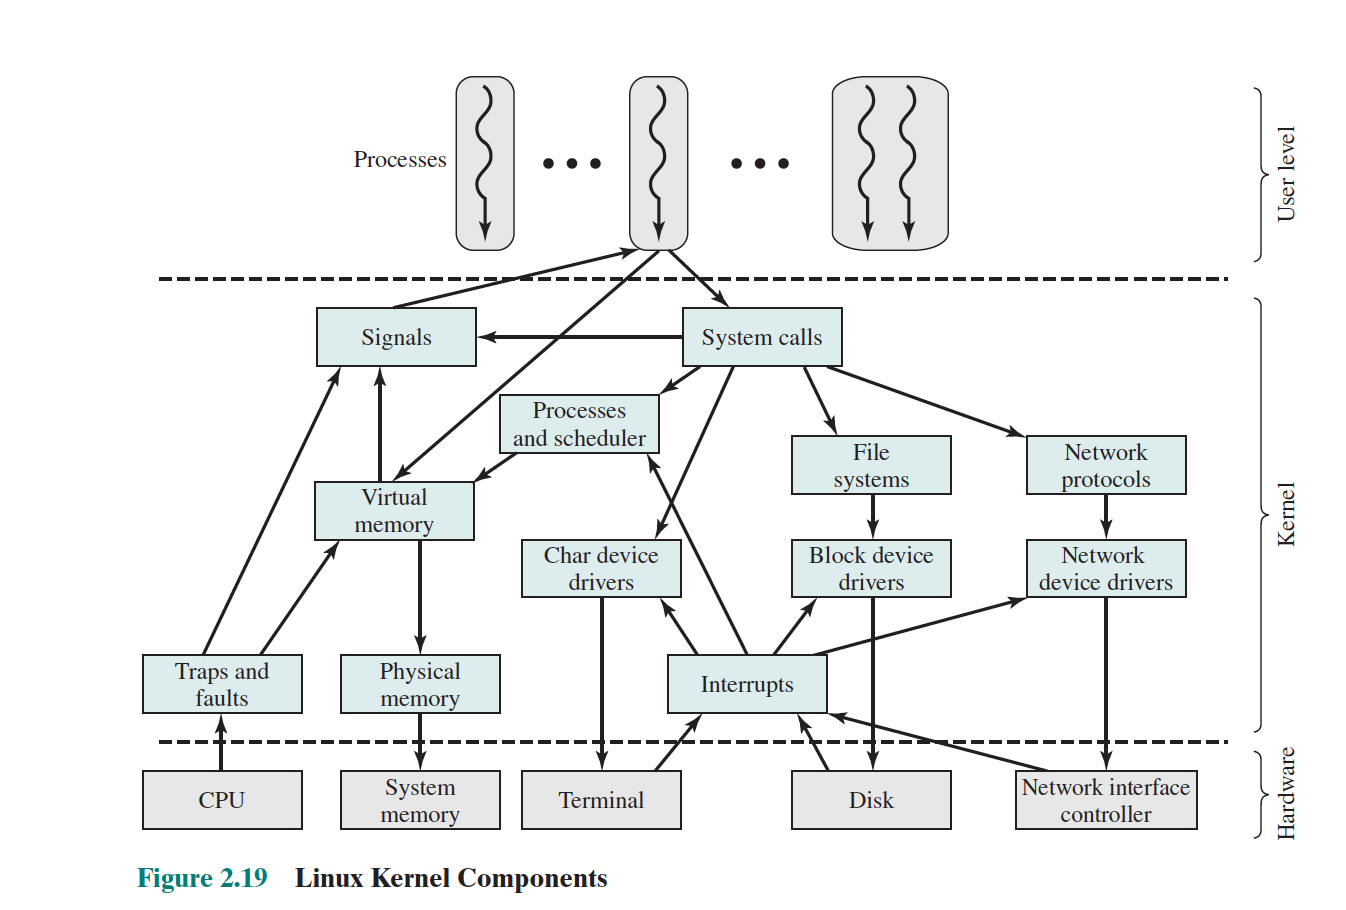 Processes
User level
Signals
System calls
Processes
and scheduler
File
systems
Network
protocols
Virtual
memory
Kernel
Char device
drivers
Block device
drivers
Network
device drivers
Traps and
faults
Physical
memory
Interrupts
CPU
System
memory
Terminal
Disk
Network interface
controller
Hardware
Figure 2.19 Linux Kernel Components